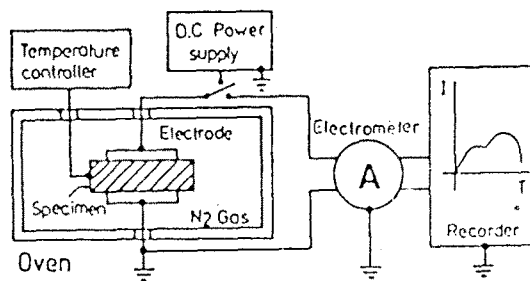 Temperature
controller
D.C Power
supply
Electrode
Specimen
N2 Gas
Oven
Electrometer
A
I
T
Recorder